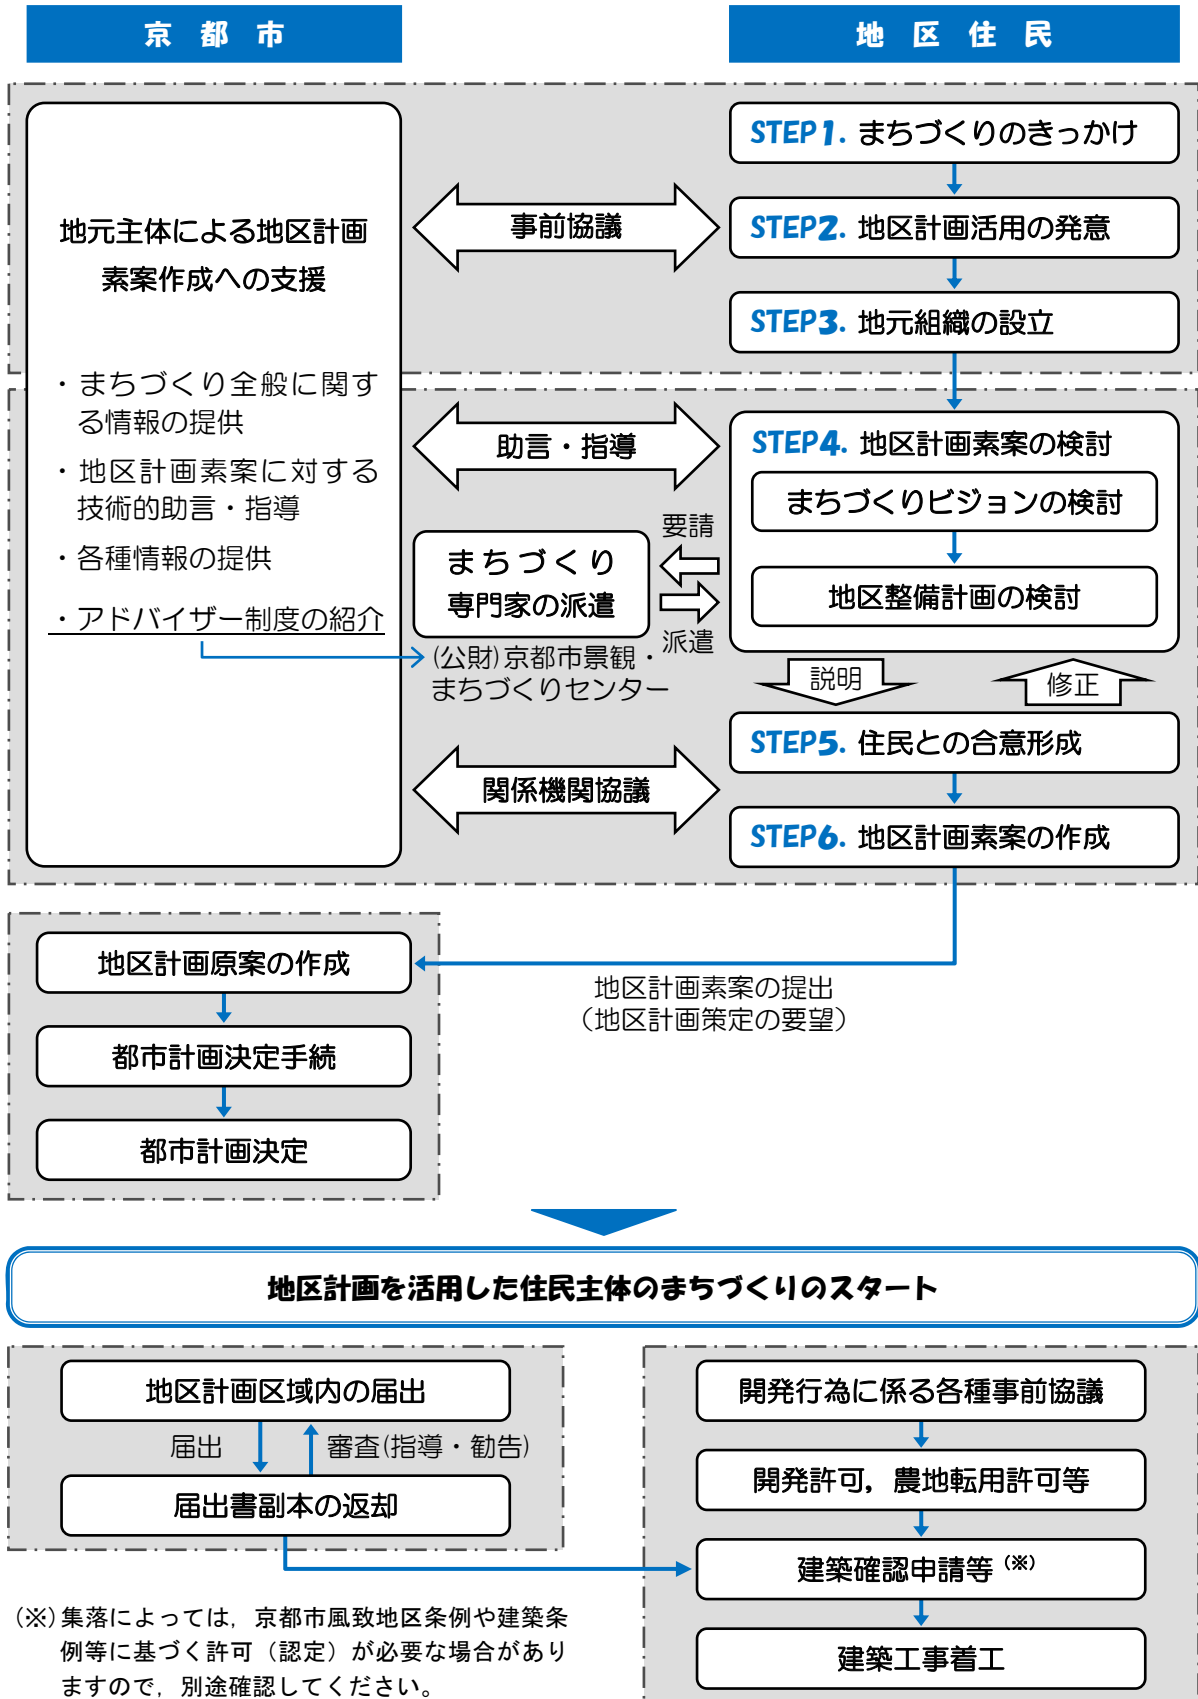 京都市
地区住民
地元主体による地区計画
素案作成への支援
・まちづくり全般に関す
る情報の提供
・地区計画素案に対する
技術的助言・指導
・各種情報の提供
・アドバイザー制度の紹介
事前協議
STEP1. まちづくりのきっかけ
STEP2. 地区計画活用の発意
STEP3. 地元組織の設立
助言・指導
STEP4. 地区計画素案の検討
まちづくりビジョンの検討
地区整備計画の検討
要請
まちづくり
専門家の派遣
派遣
(公財)京都市景観・
まちづくりセンター
説明
修正
STEP5. 住民との合意形成
関係機関協議
STEP6. 地区計画素案の作成
地区計画原案の作成
地区計画素案の提出
（地区計画策定の要望）
都市計画決定手続
都市計画決定
地区計画を活用した住民主体のまちづくりのスタート
地区計画区域内の届出
届出
審査(指導・勧告)
届出書副本の返却
開発行為に係る各種事前協議
開発許可，農地転用許可等
建築確認申請等（※）
建築工事着工
(※)集落によっては，京都市風致地区条例や建築条
例等に基づく許可（認定）が必要な場合があり
ますので，別途確認してください。